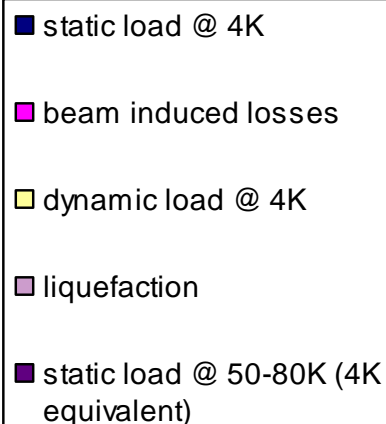 static load @ 4K
beam induced losses
dynamic load @ 4K
liquefaction
static load @ 50-80K (4K
equivalent)